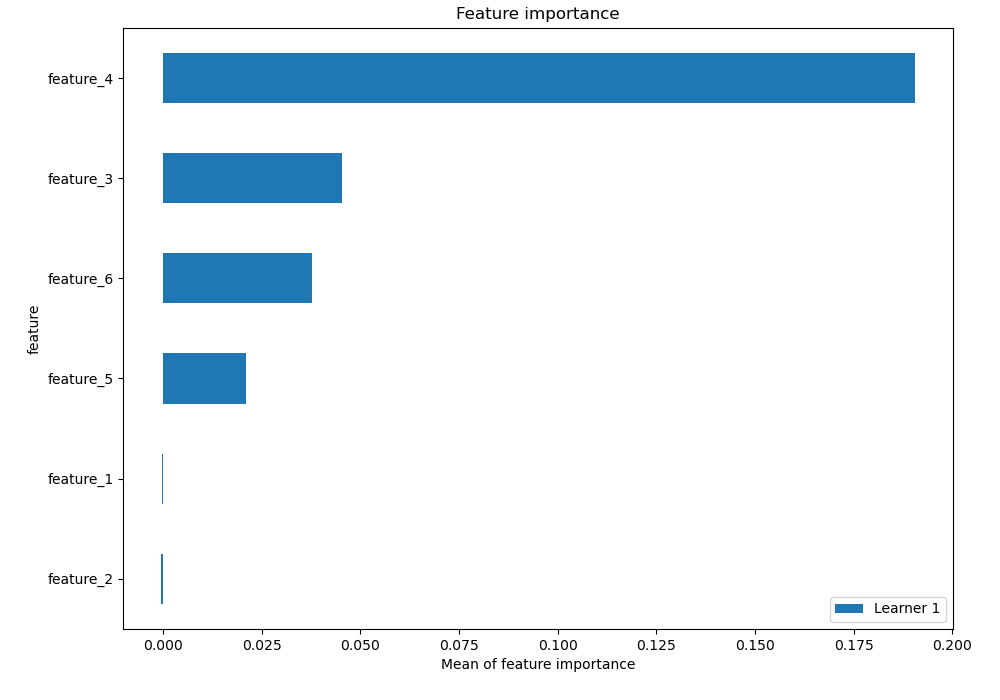 Feature importance
feature_4
feature_3
feature_6
feature_5
feature_1
feature_2
feature
Learner 1
0.000 0.025 0.050 0.075 0.100 0.125 0.150 0.175 0.200
Mean of feature importance